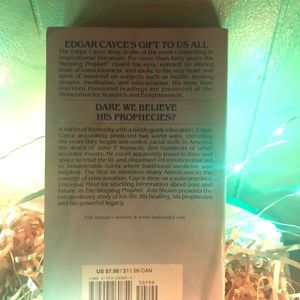 EDGAR CAYCE'S GIFT TO US ALL
The Edgar Cayce story is one of the most compelling in
inspirational literature. For more than forty years the
"Sleeping Prophet" closed his eyes, entered an altered
state of consciousness, and spoke to the very heart and
spirit of mankind on subjects such as health, healing,
dreams, meditation, and reincarnation. His more than
fourteen thousand readings are preserved at the
Association for Research and Enlightenment.
DARE WE BELIEVE
HIS PROPHECIES?
A native of Kentucky with a ninth-grade education, Edgar
Cayce accurately predicted two world wars, including
the years they began and ended, racial strife in America,
the death of John F. Kennedy, and hundreds of other
recorded events. He could apparently travel in time and
space to treat the ill and dispensed information that led
to innumerable cures where traditional medicine was
helpless. The first to introduce many Americans to the
concept of reincarnation, Cayce drew on a subconscious
Universal Mind for startling information about past and
future. In The Sleeping Prophet, Jess Stearn presents the
extraordinary story of his life, his healing, his prophecies,
and his powerful legacy.
US $7.99 / $11.99 CAN
50799